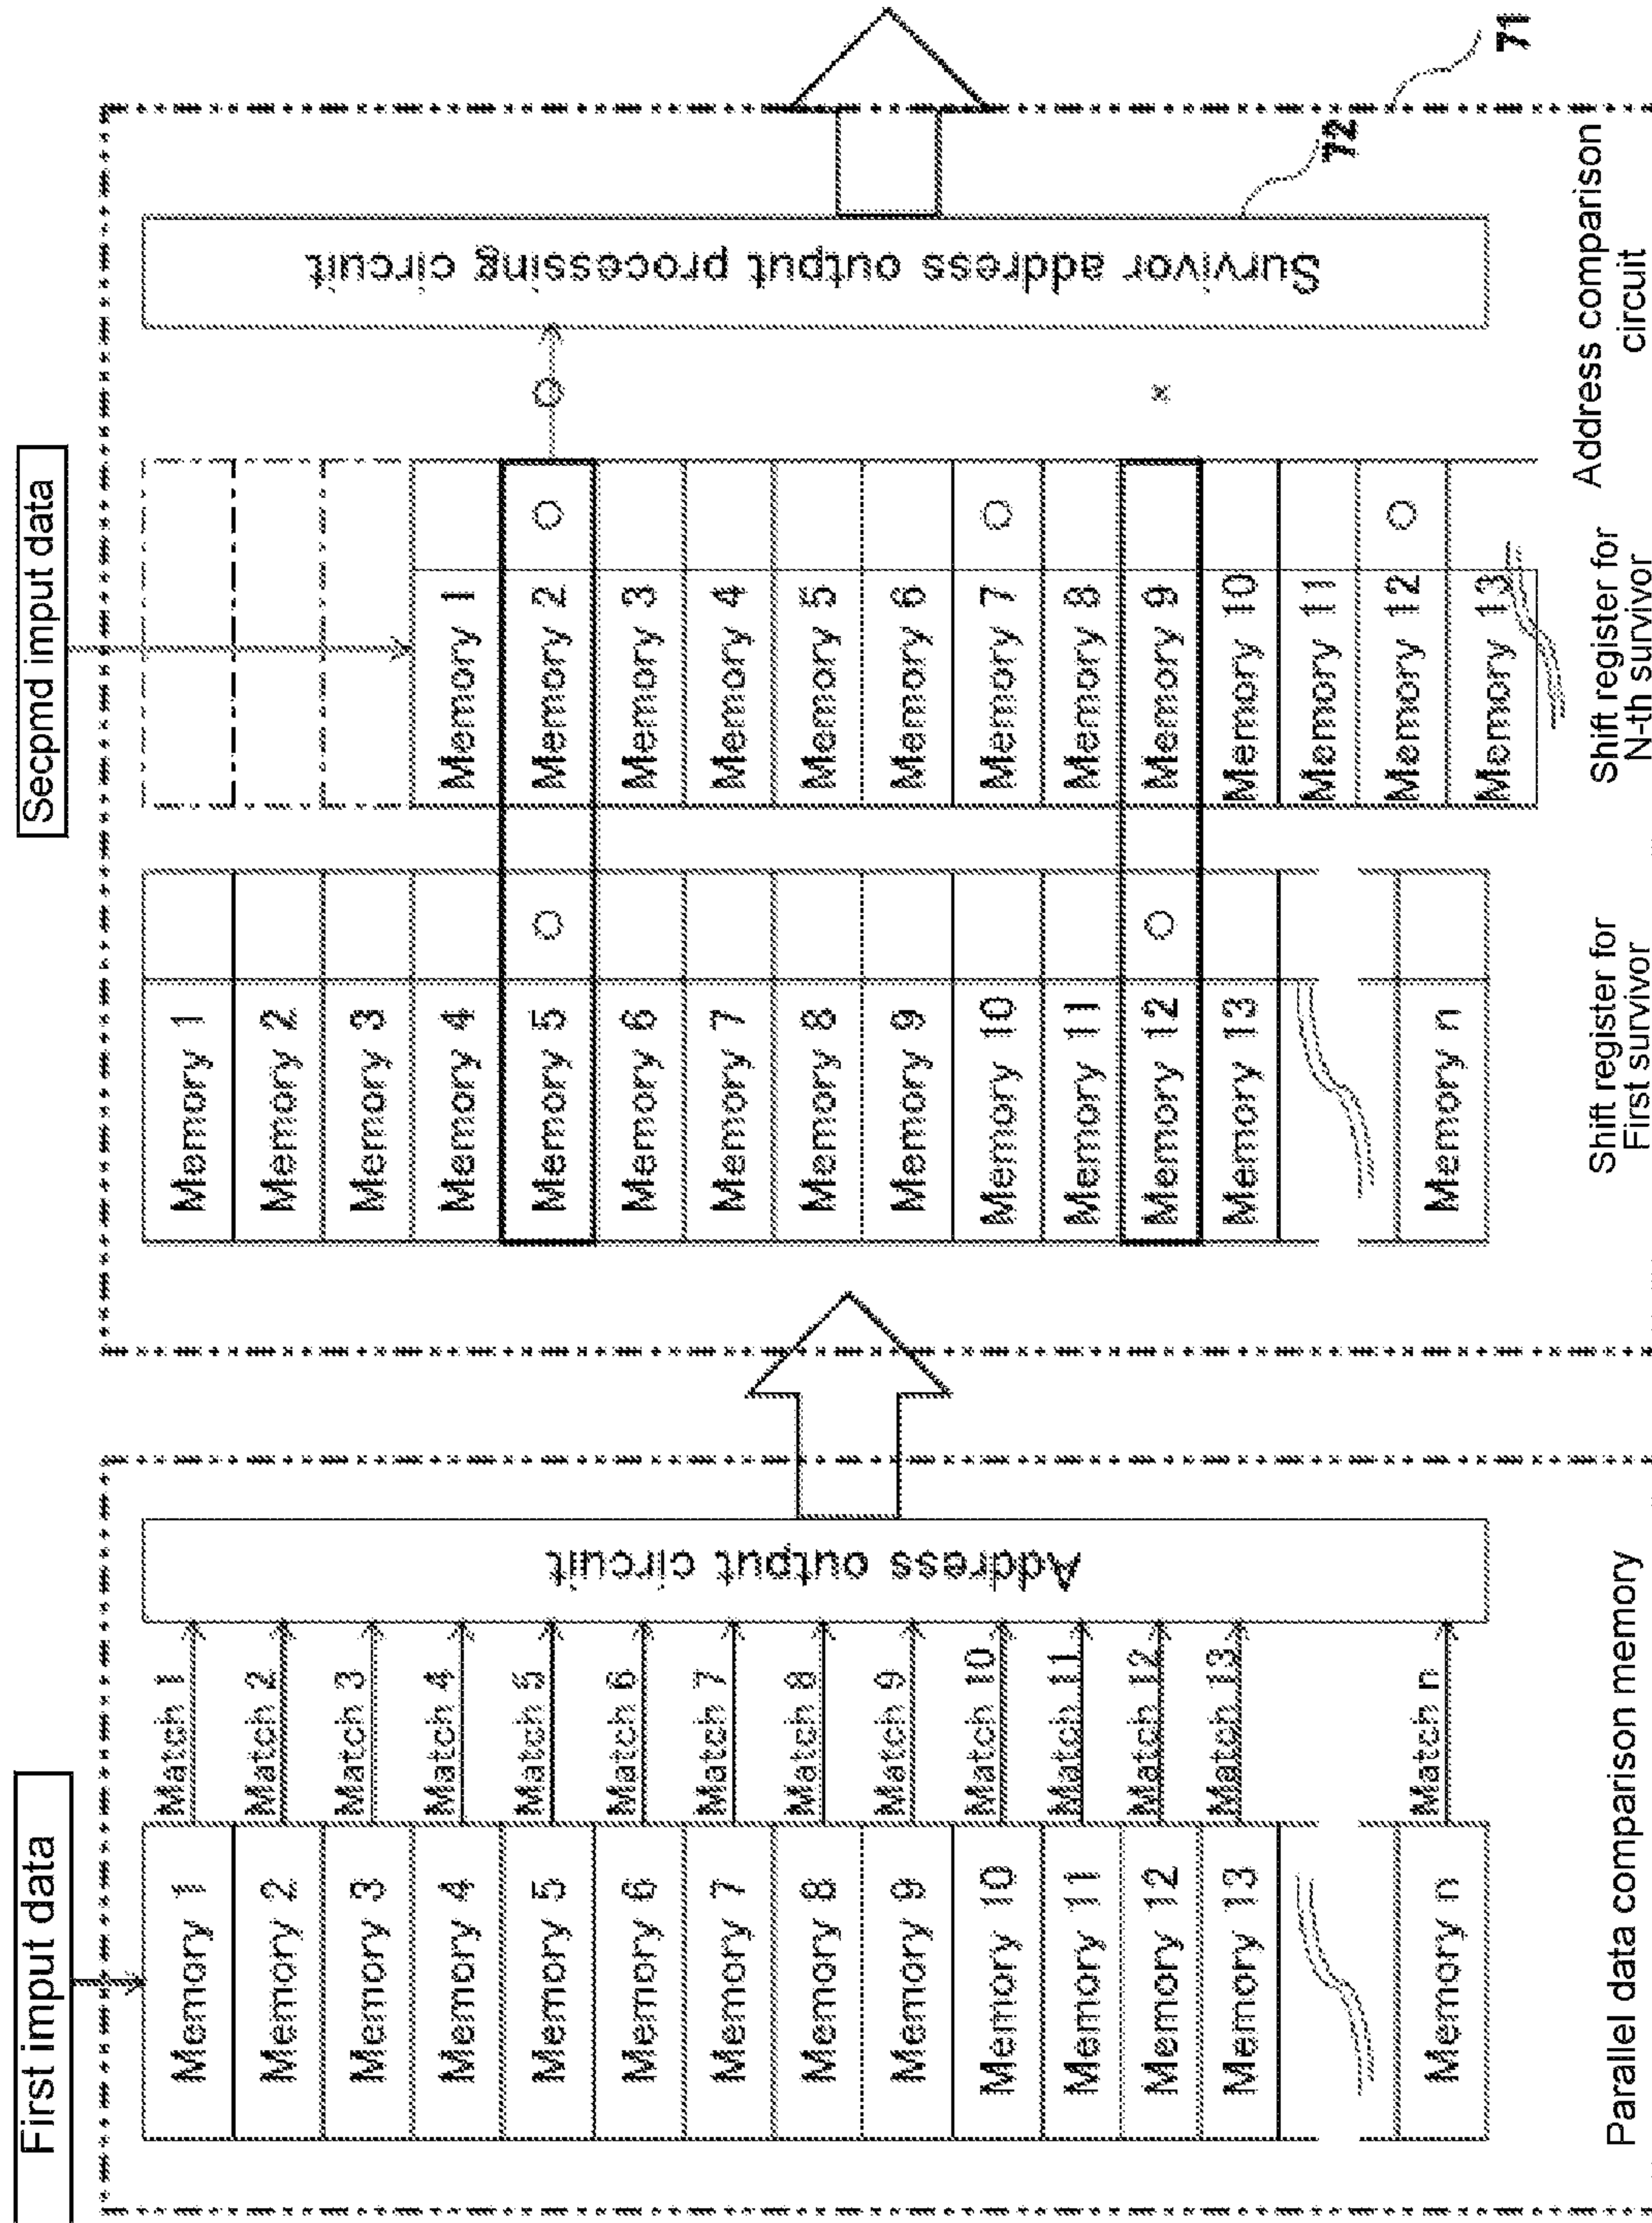 First input data
Memory 1
Memory 2
Memory 3
Memory 4
Memory 5
Memory 6
Memory 7
Memory 8
Memory 9
Memory 10
Memory 11
Memory 12
Memory 13
Memory n
Match 1
Match 2
Match 3
Match 4
Match 5
Match 6
Match 7
Match 8
Match 9
Match 10
Match 11
Match 12
Match 13
Match n
Address output circuit
Parallel data comparison memory
Secpmd imput data
Memory 1
Memory 2
Memory 3
Memory 4
Memory 5
Memory 6
Memory 7
Memory 8
Memory 9
Memory 10
Memory 11
Memory 12
Memory 13
Memory n
Shift register for
First survivor
Memory 1
Memory 2
Memory 3
Memory 4
Memory 5
Memory 6
Memory 7
Memory 8
Memory 9
Memory 10
Memory 11
Memory 12
Memory 13
Shift register for
N-th survivor
Survivor address output processing circuit
72
Address comparison
circuit
71